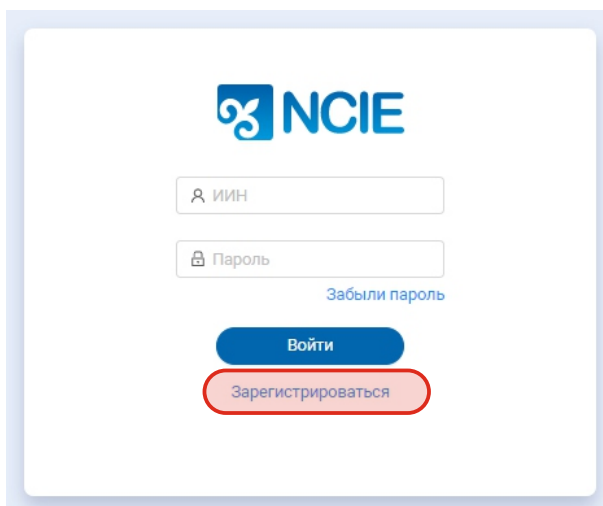 NCIE
ИИН
Пароль
Забыли пароль
Войти
Зарегистрироваться